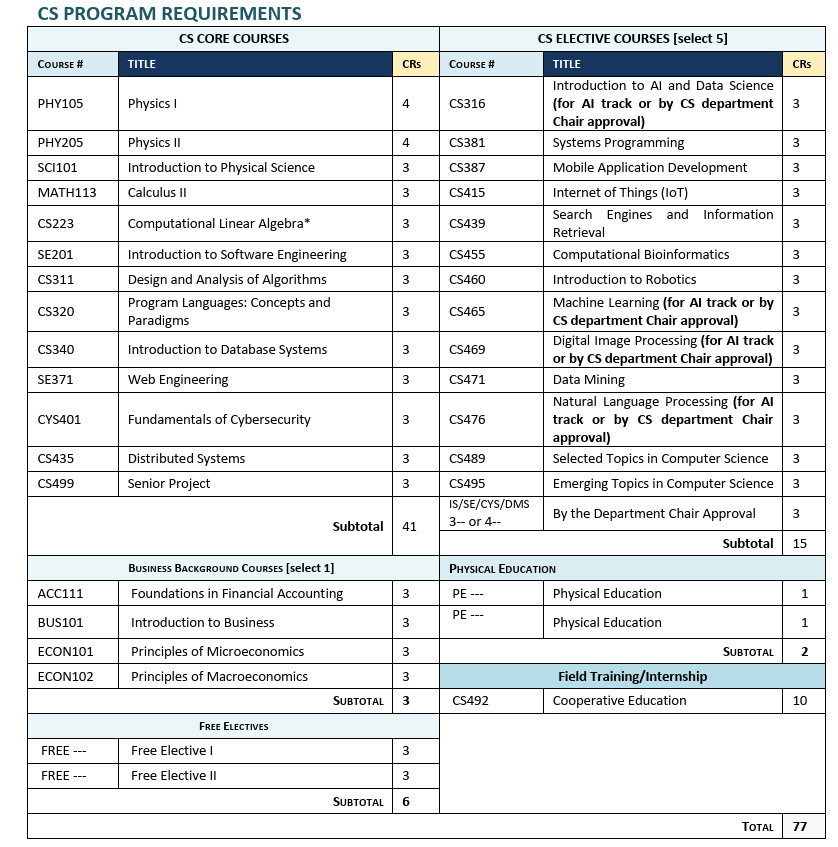 CS PROGRAM REQUIREMENTS
CS CORE COURSES
COURSE # TITLE CRs
PHY105 Physics I 4
PHY205 Physics II 4
SCI101 Introduction to Physical Science 3
MATH113 Calculus II 3
CS223 Computational Linear Algebra* 3
SE201 Introduction to Software Engineering 3
CS311 Design and Analysis of Algorithms 3
CS320 Program Languages: Concepts and
Paradigms 3
CS340 Introduction to Database Systems 3
SE371 Web Engineering 3
CYS401 Fundamentals of Cybersecurity 3
CS435 Distributed Systems 3
CS499 Senior Project 3
Subtotal 41
BUSINESS BACKGROUND COURSES [select 1]
ACC111 Foundations in Financial Accounting 3
BUS101 Introduction to Business 3
ECON101 Principles of Microeconomics 3
ECON102 Principles of Macroeconomics 3
SUBTOTAL 3
FREE ELECTIVES
FREE --- Free Elective I 3
FREE --- Free Elective II 3
SUBTOTAL 6
CS ELECTIVE COURSES [select 5]
COURSE # TITLE CRs
CS316 Introduction to AI and Data Science
(for AI track or by CS department
Chair approval) 3
CS381 Systems Programming 3
CS387 Mobile Application Development 3
CS415 Internet of Things (IoT) 3
CS439 Search Engines and Information
Retrieval 3
CS455 Computational Bioinformatics 3
CS460 Introduction to Robotics 3
CS465 Machine Learning (for AI track or by
CS department Chair approval) 3
CS469 Digital Image Processing (for AI track
or by CS department Chair approval) 3
CS471 Data Mining 3
CS476 Natural Language Processing (for AI
track or by CS department Chair
approval) 3
CS489 Selected Topics in Computer Science 3
CS495 Emerging Topics in Computer Science 3
IS/SE/CYS/DMS
3-- or 4-- By the Department Chair Approval 3
Subtotal 15
PHYSICAL EDUCATION
PE --- Physical Education 1
PE --- Physical Education 1
SUBTOTAL 2
Field Training/Internship
CS492 Cooperative Education 10
TOTAL 77